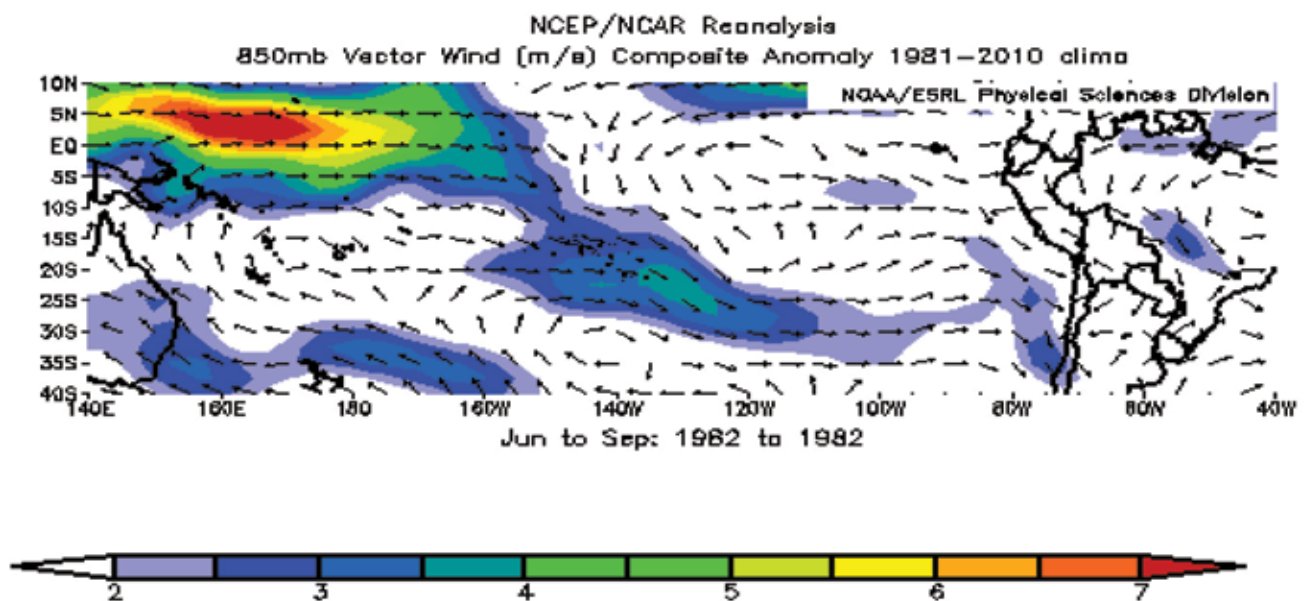 NCEP/NCAR Reanalysis
850mb Vector Wind (m/s) Composite Anomaly 1981–2010 clima
NOAA/ESRL Physical Sciences Division
10N
5N
EQ
5S
10S
15S
20S
25S
30S
35S
40S
140E 160E 180 160W 140W 120W 100W 80W 60W 40W
Jun to Sep: 1962 to 1982
2 3 4 5 6 7